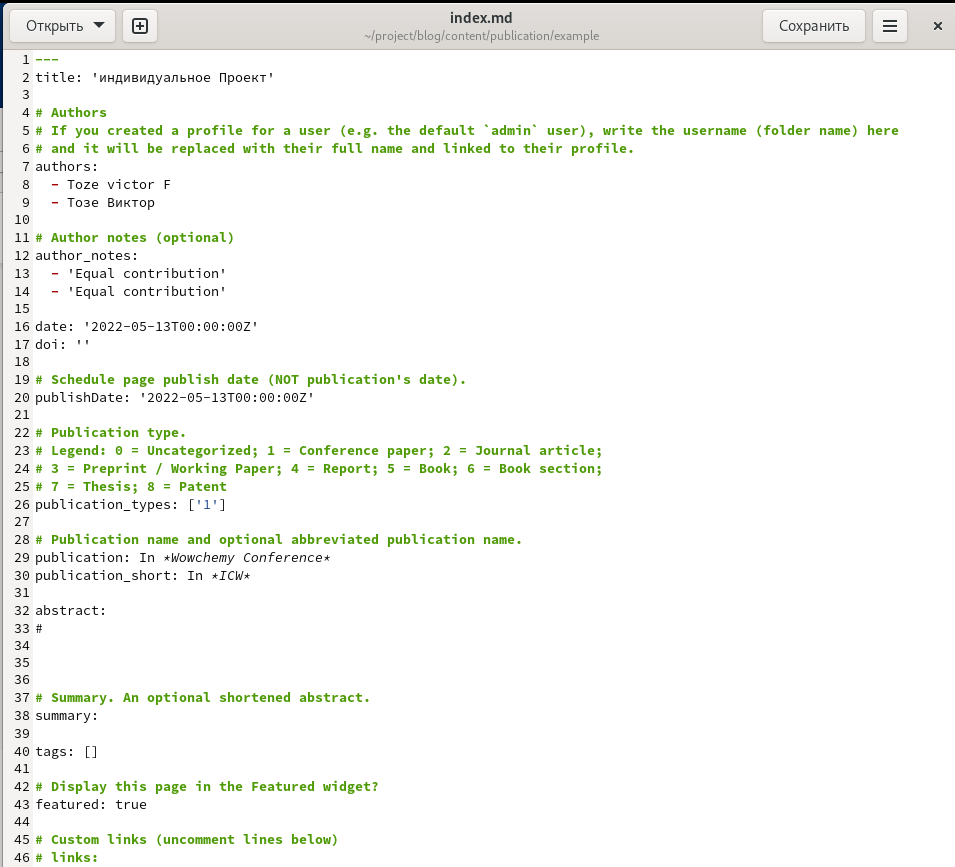 Открыть
index.md
~/project/blog/content/publication/example
Сохранить
1 ---
2 title: 'индивидуальное Проект'
3
4 # Authors
5 # If you created a profile for a user (e.g. the default `admin` user), write the username (folder name) here
6 # and it will be replaced with their full name and linked to their profile.
7 authors:
8   - Toze victor F
9   - Тозе Виктор
10
11 # Author notes (optional)
12 author_notes:
13   - 'Equal contribution'
14   - 'Equal contribution'
15
16 date: '2022-05-13T00:00:00Z'
17 doi: ''
18
19 # Schedule page publish date (NOT publication's date).
20 publishDate: '2022-05-13T00:00:00Z'
21
22 # Publication type.
23 # Legend: 0 = Uncategorized; 1 = Conference paper; 2 = Journal article;
24 # 3 = Preprint / Working Paper; 4 = Report; 5 = Book; 6 = Book section;
25 # 7 = Thesis; 8 = Patent
26 publication_types: ['1']
27
28 # Publication name and optional abbreviated publication name.
29 publication: In *Wowchemy Conference*
30 publication_short: In *ICW*
31
32 abstract:
33 #
34
35
36
37 # Summary. An optional shortened abstract.
38 summary:
39
40 tags: []
41
42 # Display this page in the Featured widget?
43 featured: true
44
45 # Custom links (uncomment lines below)
46 # links: